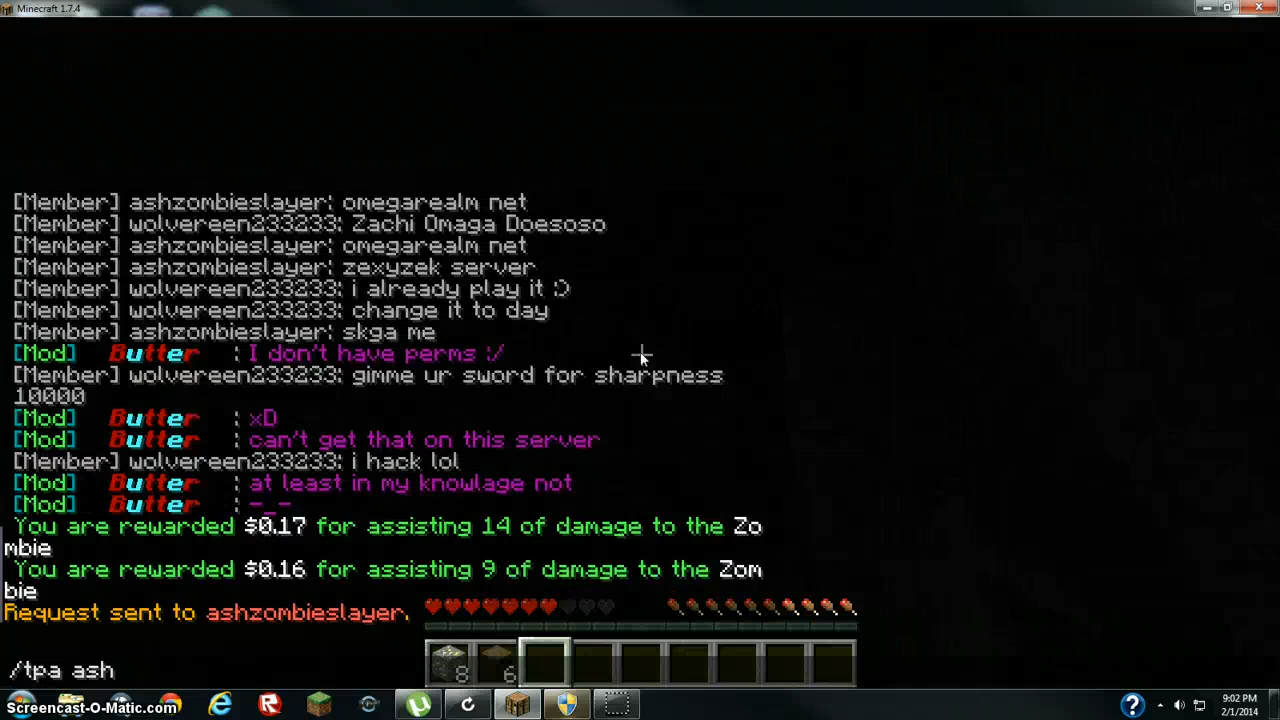 Minecraft 1.7.4
[Member] ashzombieslayer: omegarealm net
[Member] wolvereen233233: Zachi Omaga Doesoso
[Member] ashzombieslayer: omegarealm net
[Member] ashzombieslayer: zexyzek server
[Member] wolvereen233233: i already play it :)
[Member] wolvereen233233: change it to day
[Member] ashzombieslayer: skga me
[Mod] Butter : I don't have perms :/
[Member] wolvereen233233: gimme ur sword for sharpness
10000
[Mod] Butter : xD
[Mod] Butter : can't get that on this server
[Member] wolvereen233233: i hack lol
[Mod] Butter : at least in my knowlage not
[Mod] Butter : -_-
You are rewarded $0.17 for assisting 14 of damage to the Zo
mbie
You are rewarded $0.16 for assisting 9 of damage to the Zom
bie
Request sent to ashzombieslayer.
8 6
/tpa ash
Screencast-O-Matic.com
9:02 PM
2/1/2014